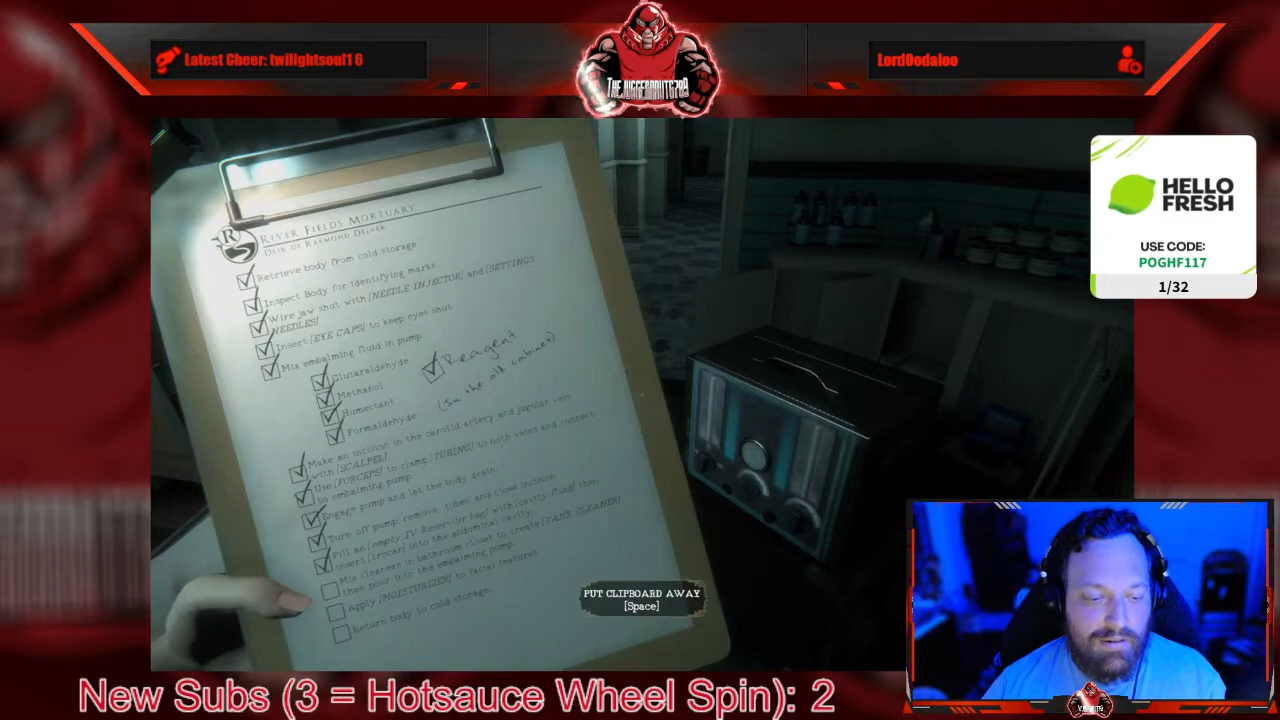 Latest Cheer: twilightsoul1 6
LordOodaloo
TheJuggernaut6789
HELLO
FRESH
USE CODE:
POGHF117
1/32
R
RIVER FIELDS MORTUARY
DESK OF RAYMOND DELVER
Retrieve body from cold storage
Inspect Body for identifying marks
Wire jaw shut with [NEEDLE INJECTOR] and [SETTINGS
NEEDLES]
Insert [EYE CAPS] to keep eyes shut
Mix embalming fluid in pump.
Glutaraldehyde
Methanol
Humectant
Formaldehyde
Reagent
(In the old cabinet)
Make an incision in the carotid artery and jugular vein
with [SCALPEL].
Use [FORCEPS] to clamp [TUBING] to both veins and connect
to embalming pump
Engage pump and let the body drain.
Turn off pump, remove tubes and close incision.
Fill an [empty IV Reservoir bag] with [cavity fluid] then
insert [trocar] into the abdominal cavity.
Mix cleaners in bathroom closet to create [TANK CLEANER]
then pour into the embalming pump.
Apply [MOISTURIZER] to facial features
Return body to cold storage.
PUT CLIPBOARD AWAY
[Space]
New Subs (3 = Hotsauce Wheel Spin): 2